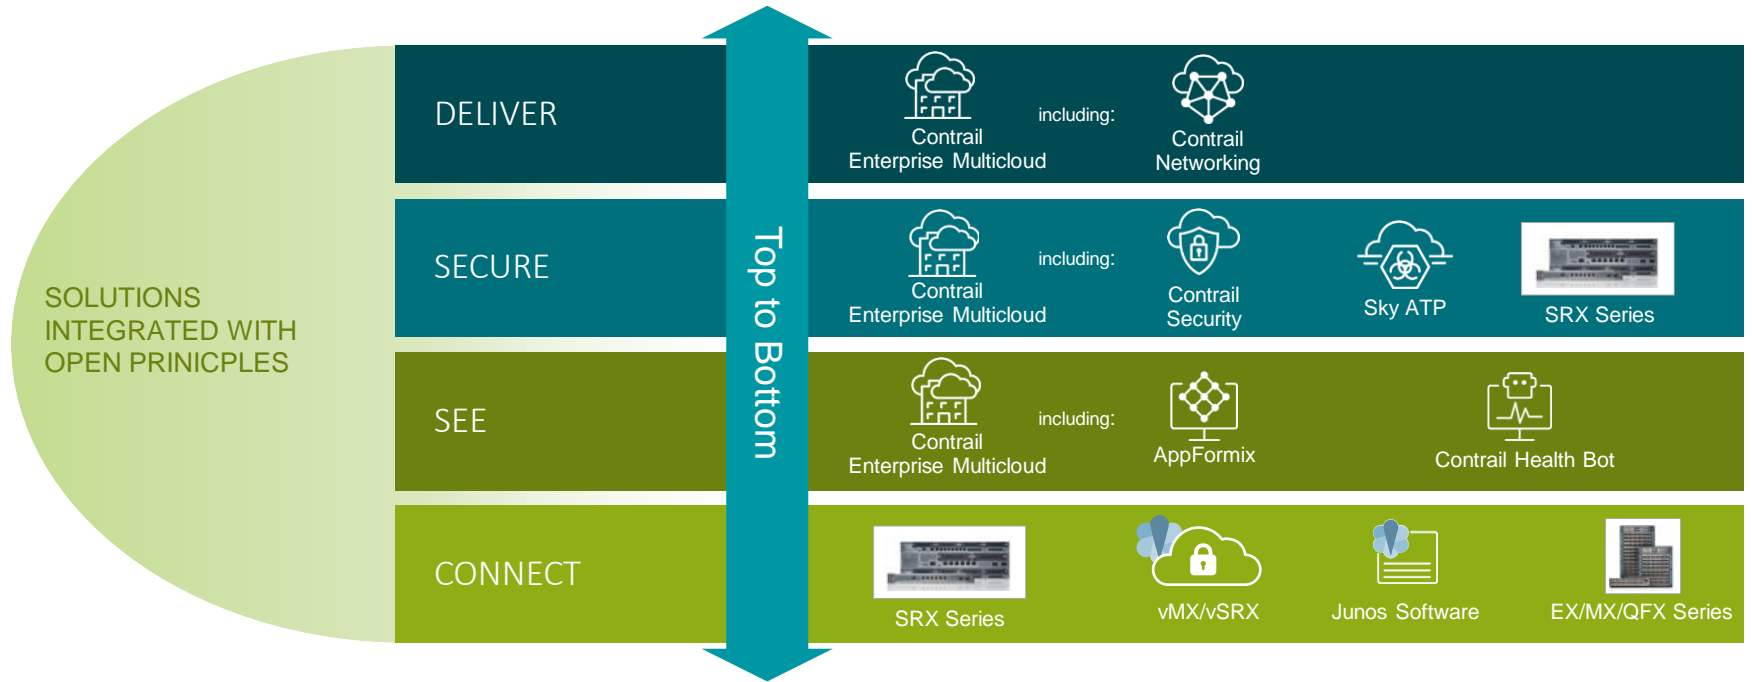 SOLUTIONS
INTEGRATED WITH
OPEN PRINICPLES
Top to Bottom
DELIVER
Contrail
Enterprise Multicloud
including:
Contrail
Networking
SECURE
Contrail
Enterprise Multicloud
including:
Contrail
Security
Sky ATP
SRX Series
SEE
Contrail
Enterprise Multicloud
including:
AppFormix
Contrail Health Bot
CONNECT
SRX Series
vMX/vSRX
Junos Software
EX/MX/QFX Series